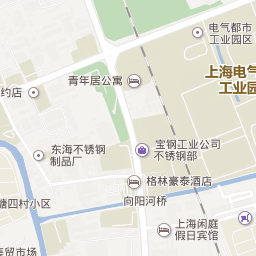 电气都市
工业园区
上海电气
工业园
青年居公寓
约店
东海不锈钢
制品厂
宝钢工业公司
不锈钢部
格林豪泰酒店
向阳河桥
塘四村小区
上海闲庭
假日宾馆
贸市场